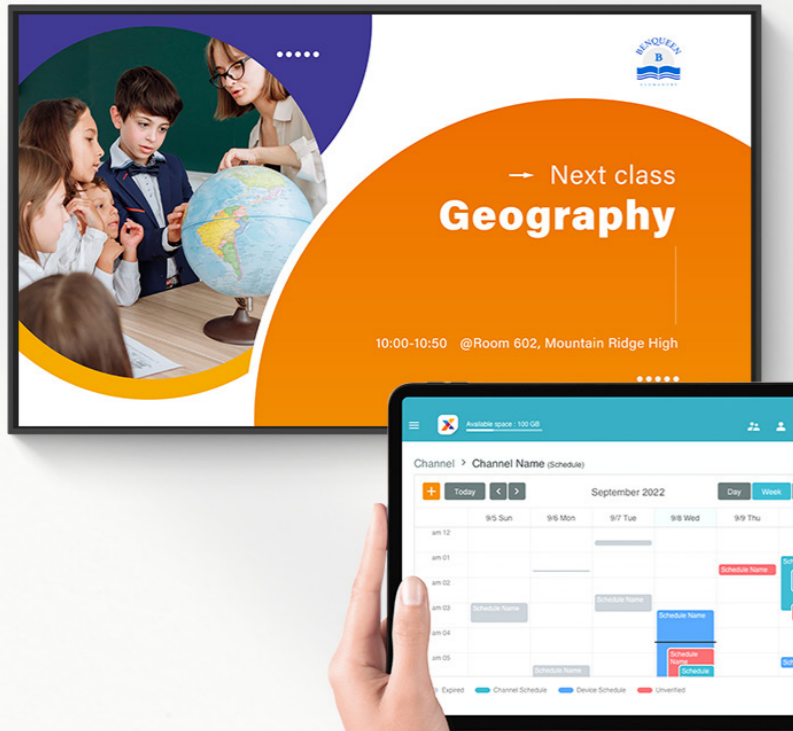 BENQUEEN
B
→ Next class
Geography
10:00-10:50 @Room 602, Mountain Ridge High
Available space : 100 GB
Channel > Channel Name (Schedule)
+ Today < > September 2022 Day Week
9/5 Sun 9/6 Mon 9/7 Tue 9/8 Wed 9/9 Thu
am 12
am 01
Schedule Name
am 02
am 03 Schedule Name Schedule Name
Schedule Name
am 04
am 05 Schedule Name
Schedule Name
Schedule
Expired Channel Schedule Device Schedule Unverified